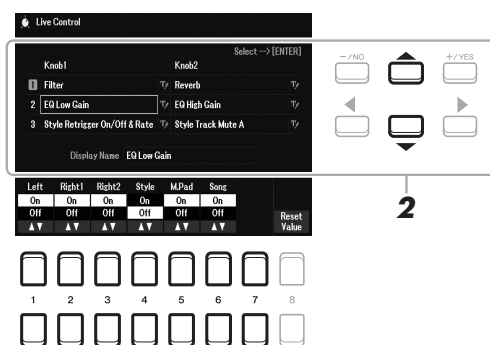 Live Control
Select --> [ENTER]
Knob1 Knob2
1 Filter Reverb
2 EQ Low Gain EQ High Gain
3 Style Retrigger On/Off & Rate Style Track Mute A
Display Name EQ Low Gain
Left Right1 Right2 Style M.Pad Song
On On On On On On
Off Off Off Off Off Off
Reset
Value
-/NO +/YES
2
1 2 3 4 5 6 7 8